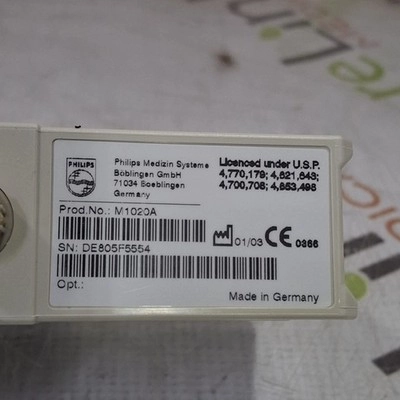 PHILIPS
Philips Medizin Systeme
Böblingen GmbH
71034 Boeblingen
Germany
Licenced under U.S.P.
4,770,179; 4,621,643;
4,700,708; 4,653,498
Prod.No.: M1020A
01/03 CE 0366
SN: DE805F5554
Opt.:
Made in Germany